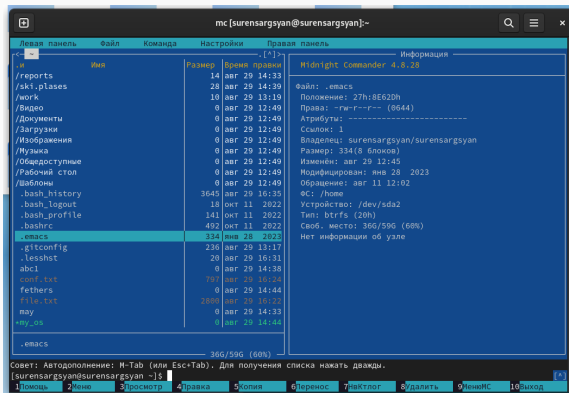 mc [surensargsyan@surensargsyan]:~
Левая панель Файл Команда Настройки Правая панель
<- ~ .[^]> Информация
.и Имя Размер Время правки Midnight Commander 4.8.28
/reports 14 авг 29 14:33
/ski.plases 28 авг 29 14:39 Файл: .emacs
/work 10 авг 29 13:19 Положение: 27h:8E62Dh
/Видео 0 авг 29 12:49 Права: -rw-r--r-- (0644)
/Документы 0 авг 29 12:49 Атрибуты: -------------------------
/Загрузки 0 авг 29 12:49 Ссылок: 1
/Изображения 0 авг 29 12:49 Владелец: surensargsyan/surensargsyan
/Музыка 0 авг 29 12:49 Размер: 334(8 блоков)
/Общедоступные 0 авг 29 12:49 Изменён: авг 29 12:45
/Рабочий стол 0 авг 29 12:49 Модифицирован: янв 28 2023
/Шаблоны 0 авг 29 12:49 Обращение: авг 11 12:02
.bash_history 3645 авг 29 16:35 ФС: /home
.bash_logout 18 окт 11 2022 Устройство: /dev/sda2
.bash_profile 141 окт 11 2022 Тип: btrfs (20h)
.bashrc 492 окт 11 2022 Своб. место: 36G/59G (60%)
.emacs 334 янв 28 2023 Нет информации об узле
.gitconfig 236 авг 29 13:17
.lesshst 20 авг 29 16:31
abc1 0 авг 29 14:38
conf.txt 797 авг 29 16:24
fethers 0 авг 29 14:44
file.txt 2800 авг 29 16:22
may 0 авг 29 14:33
*my_os 0 авг 29 14:44
.emacs
36G/59G (60%)
Совет: Автодополнение: M-Tab (или Esc+Tab). Для получения списка нажать дважды.
[surensargsyan@surensargsyan ~]$ [^]
1Помощь 2Меню 3Просмотр 4Правка 5Копия 6Перенос 7НвКтлог 8Удалить 9МенюMC 10Выход